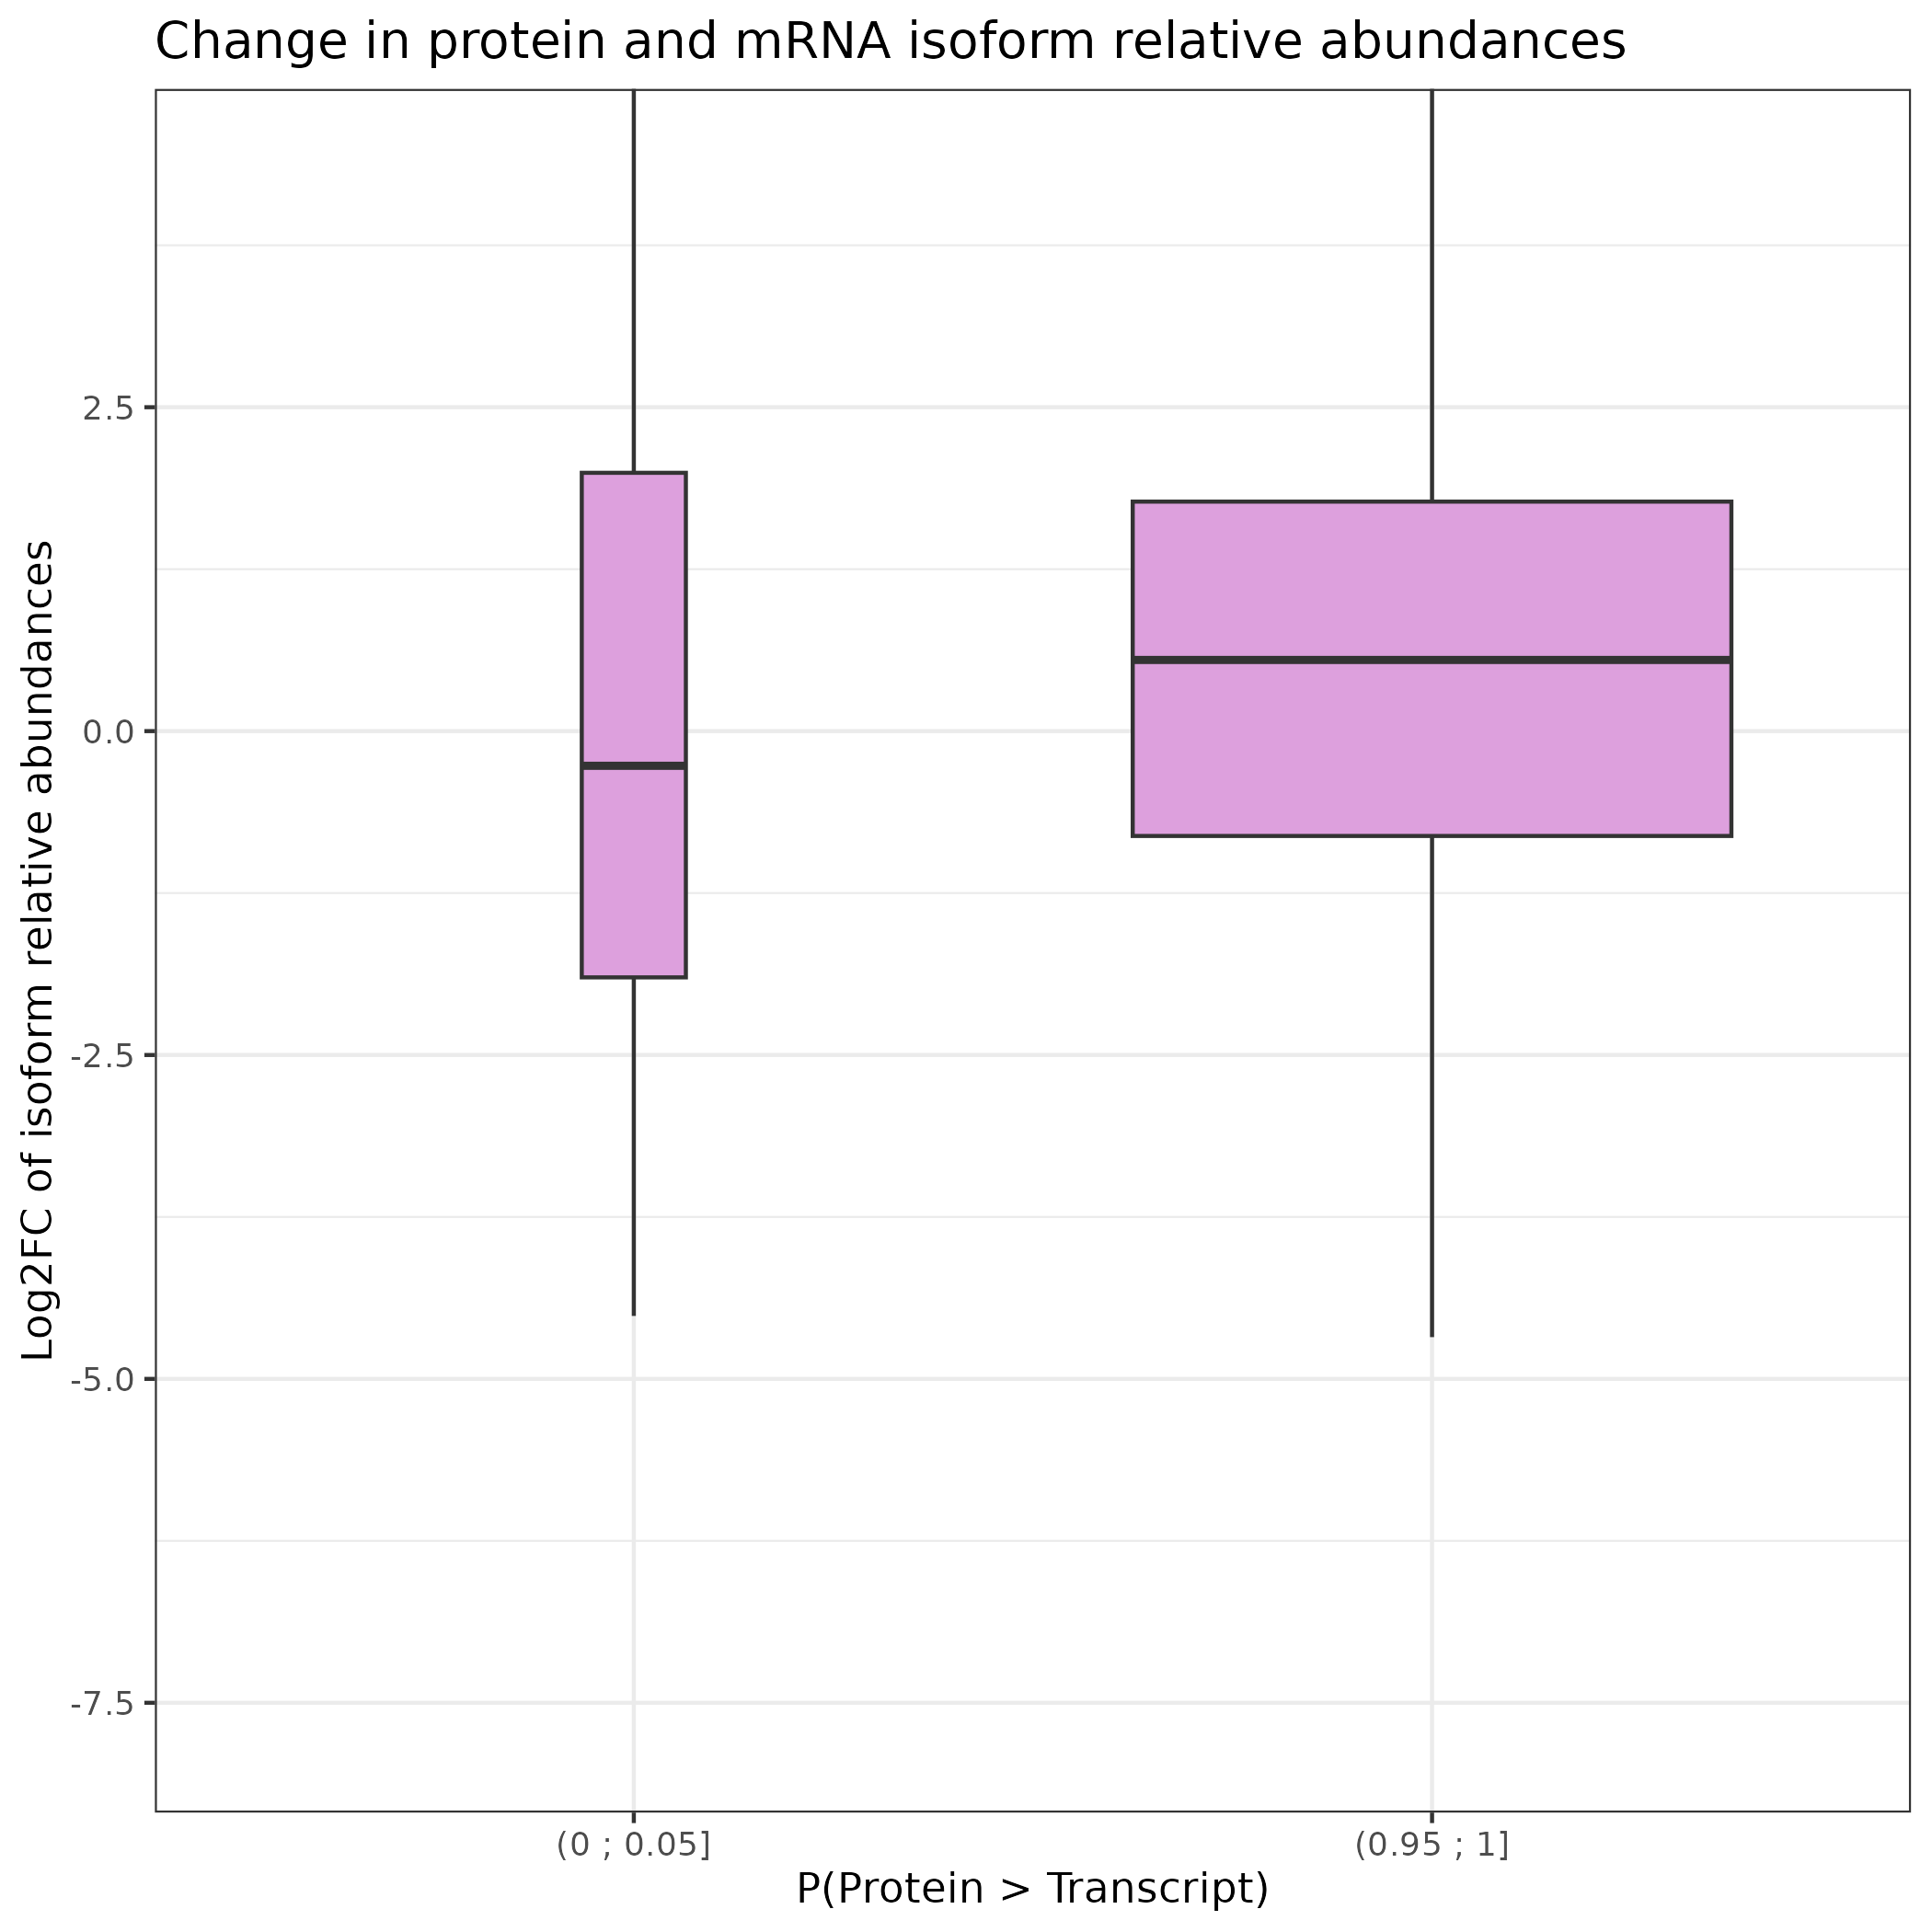 Change in protein and mRNA isoform relative abundances
Log2FC of isoform relative abundances
2.5
0.0
-2.5
-5.0
-7.5
(0 ; 0.05]
(0.95 ; 1]
P(Protein > Transcript)